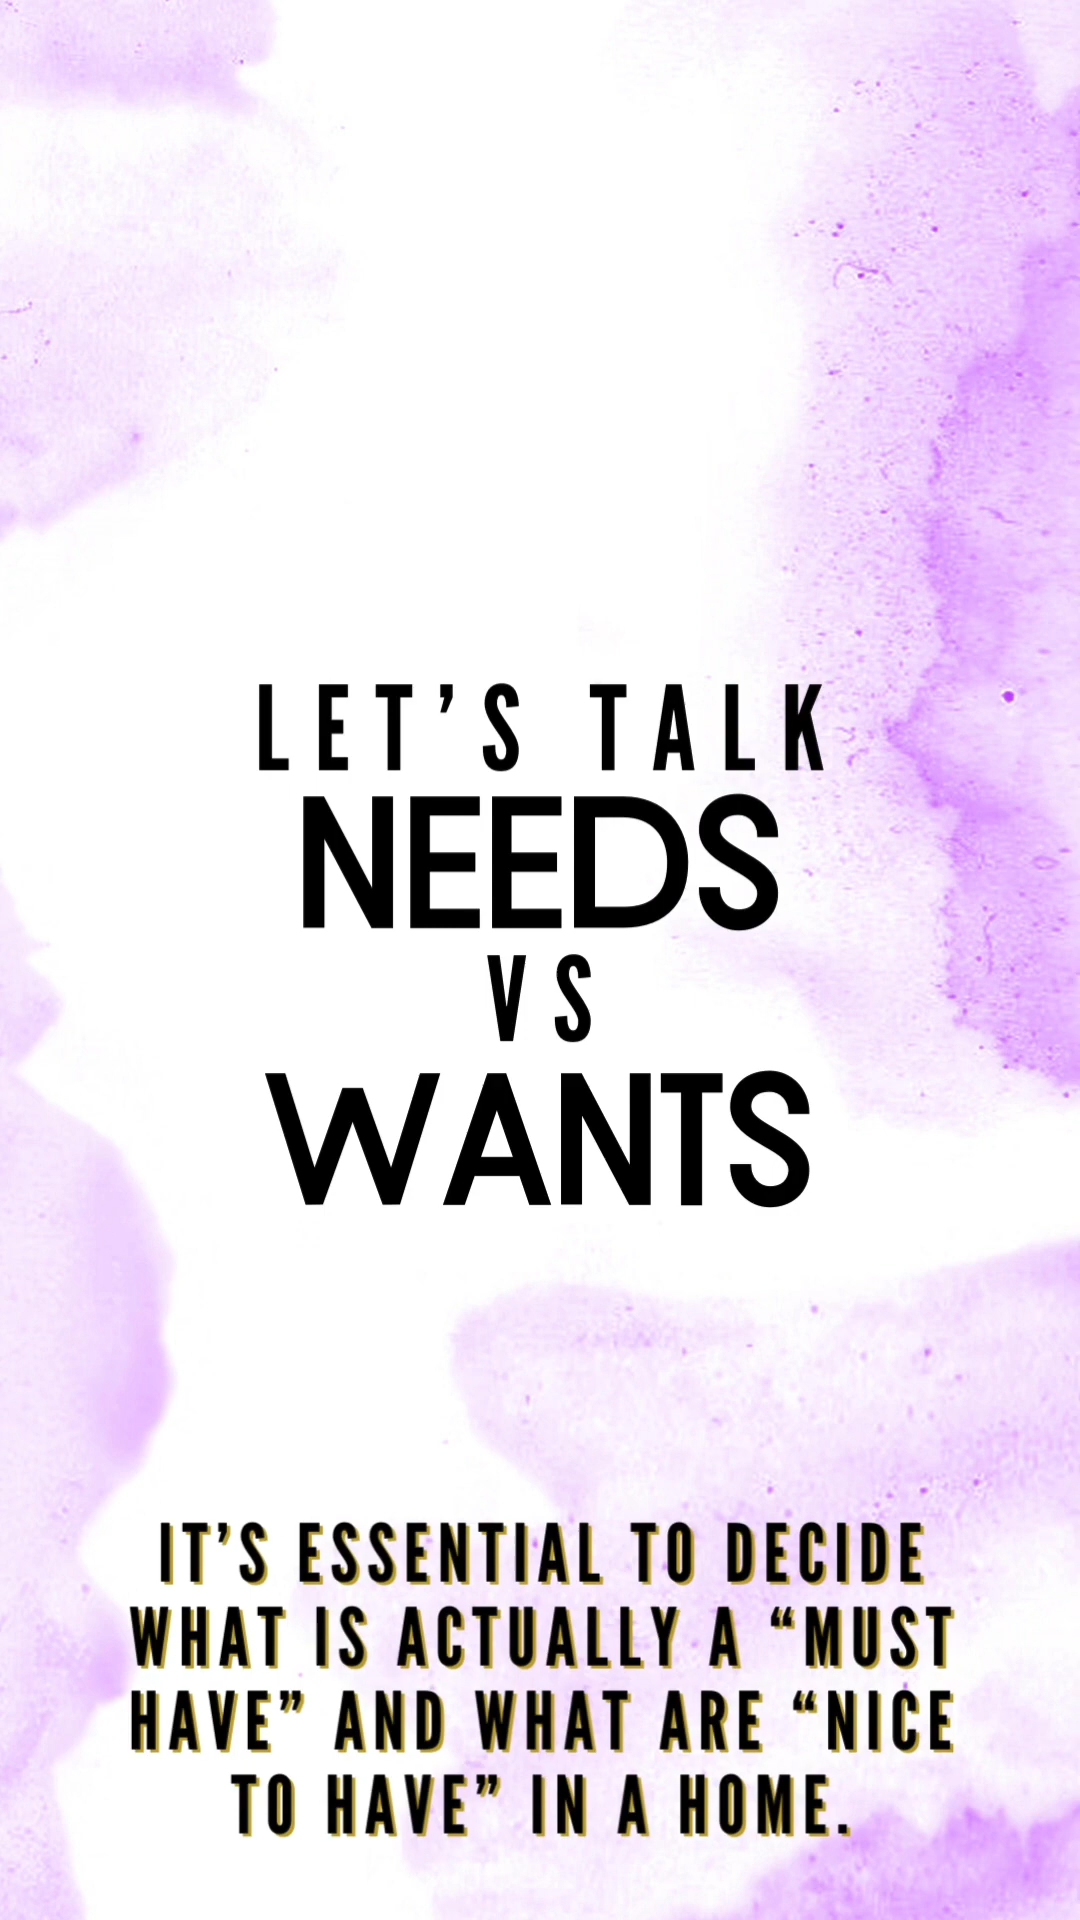 LET’S TALK
NEEDS
VS
WANTS
IT’S ESSENTIAL TO DECIDE
WHAT IS ACTUALLY A “MUST
HAVE” AND WHAT ARE “NICE
TO HAVE” IN A HOME.